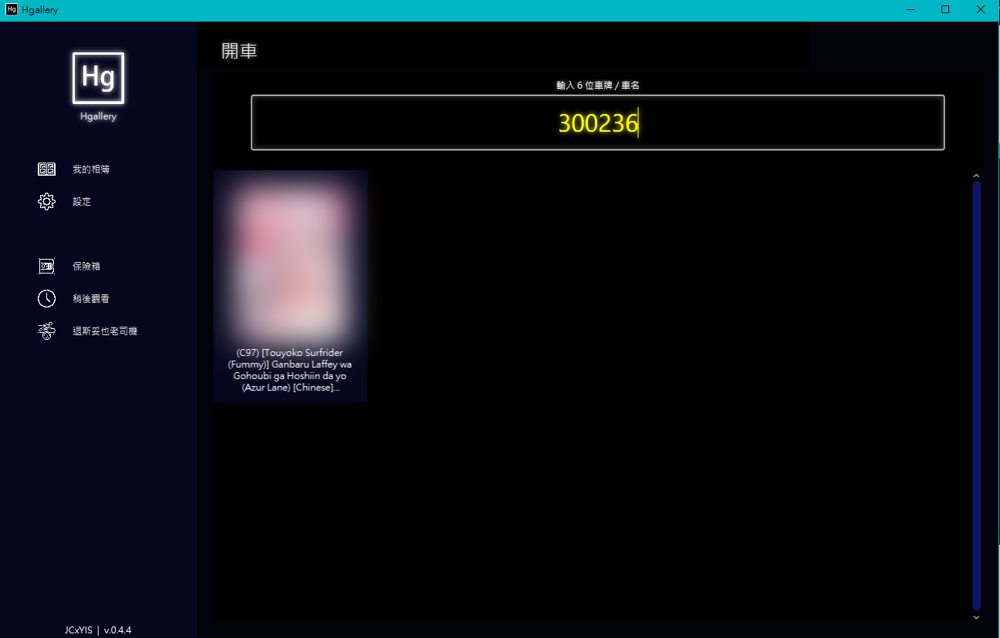 Hg Hgallery
Hg
Hgallery
我的相簿
設定
保險箱
稍後觀看
退斯妥也老司機
JCxYIS | v.0.4.4
開車
輸入 6 位車牌 / 車名
300236
(C97) [Touyoko Surfrider
(Fummy)] Ganbaru Laffey wa
Gohoubi ga Hoshiin da yo
(Azur Lane) [Chinese]...